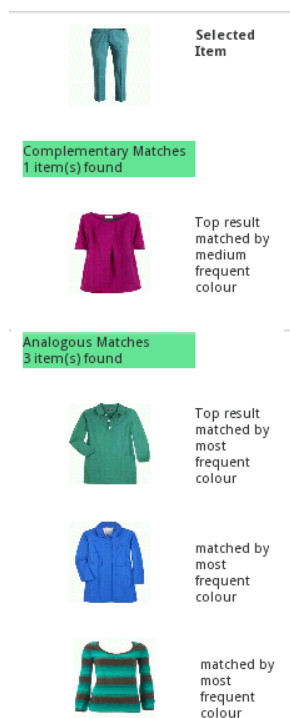 Selected
Item
Complementary Matches
1 item(s) found
Top result
matched by
medium
frequent
colour
Analogous Matches
3 item(s) found
Top result
matched by
most
frequent
colour
matched by
most
frequent
colour
matched by
most
frequent
colour